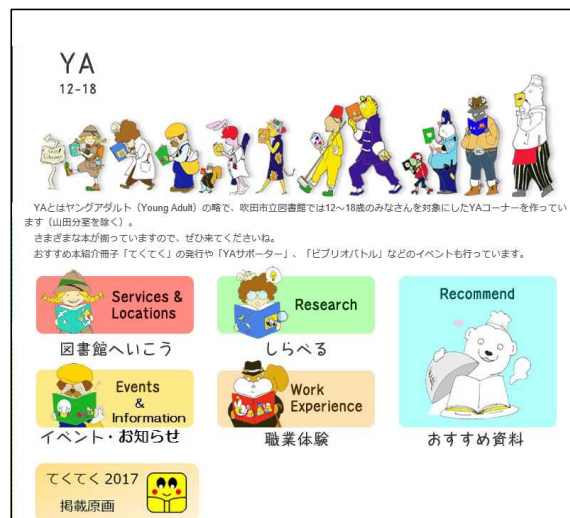 YA
12-18
YAとはヤングアダルト（Young Adult）の略で、吹田市立図書館では12～18歳のみなさんを対象にしたYAコーナーを作ってい
ます（山田分室を除く）。
さまざまな本が揃っていますので、ぜひ来てくださいね。
おすすめ本紹介冊子「てくてく」の発行や「YAサポーター」、「ビブリオバトル」などのイベントも行っています。
Services &
Locations
図書館へいこう
Research
しらべる
Recommend
おすすめ資料
Events
&
Information
イベント・お知らせ
Work
Experience
職業体験
てくてく 2017
掲載原画